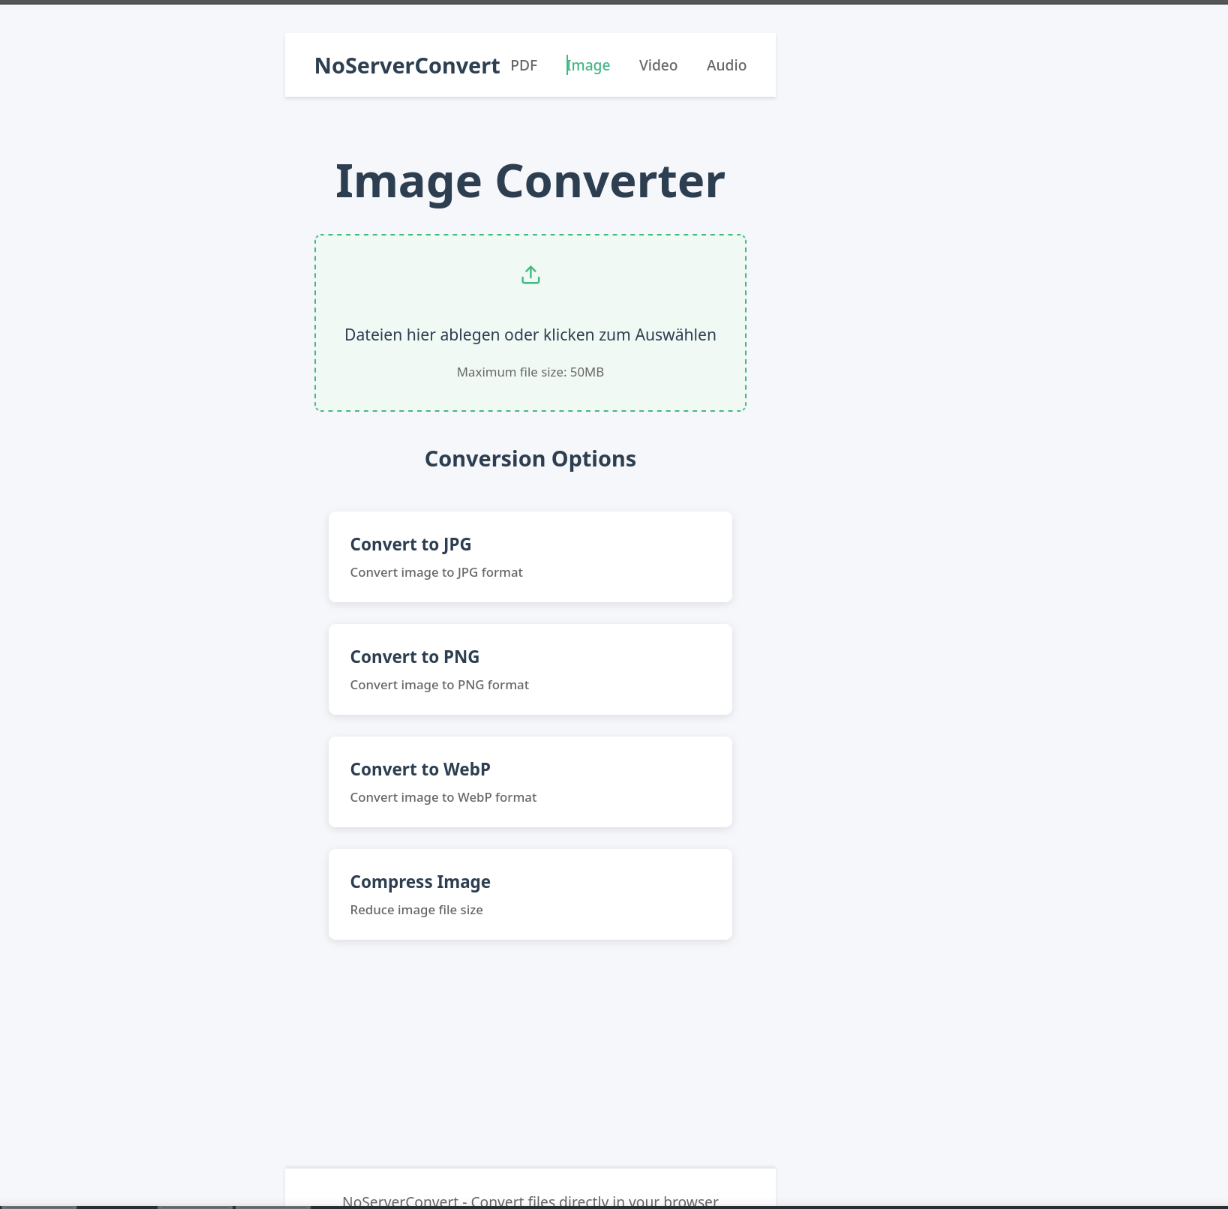 NoServerConvert PDF Image Video Audio
Image Converter
Dateien hier ablegen oder klicken zum Auswählen
Maximum file size: 50MB
Conversion Options
Convert to JPG
Convert image to JPG format
Convert to PNG
Convert image to PNG format
Convert to WebP
Convert image to WebP format
Compress Image
Reduce image file size
NoServerConvert - Convert files directly in your browser